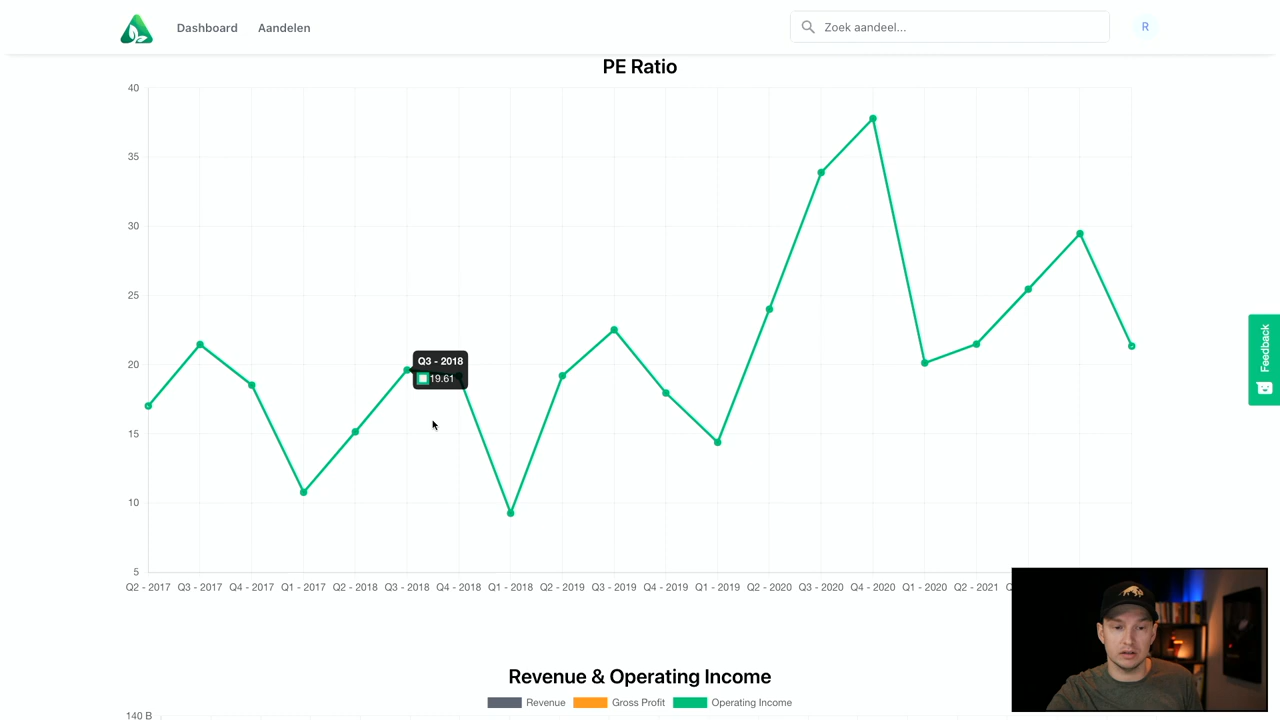 Dashboard
Aandelen
Zoek aandeel...
R
PE Ratio
40
35
30
25
20
15
10
5
Q3 - 2018
19.61
Q2 - 2017 Q3 - 2017 Q4 - 2017 Q1 - 2017 Q2 - 2018 Q3 - 2018 Q4 - 2018 Q1 - 2018 Q2 - 2019 Q3 - 2019 Q4 - 2019 Q1 - 2019 Q2 - 2020 Q3 - 2020 Q4 - 2020 Q1 - 2020 Q2 - 2021
Feedback
Revenue & Operating Income
Revenue Gross Profit Operating Income
140 B